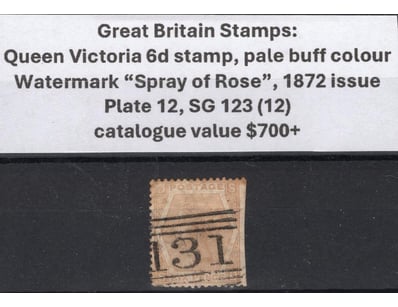 Great Britain Stamps:
Queen Victoria 6d stamp, pale buff colour
Watermark “Spray of Rose”, 1872 issue
Plate 12, SG 123 (12)
catalogue value $700+
POSTAGE S
131